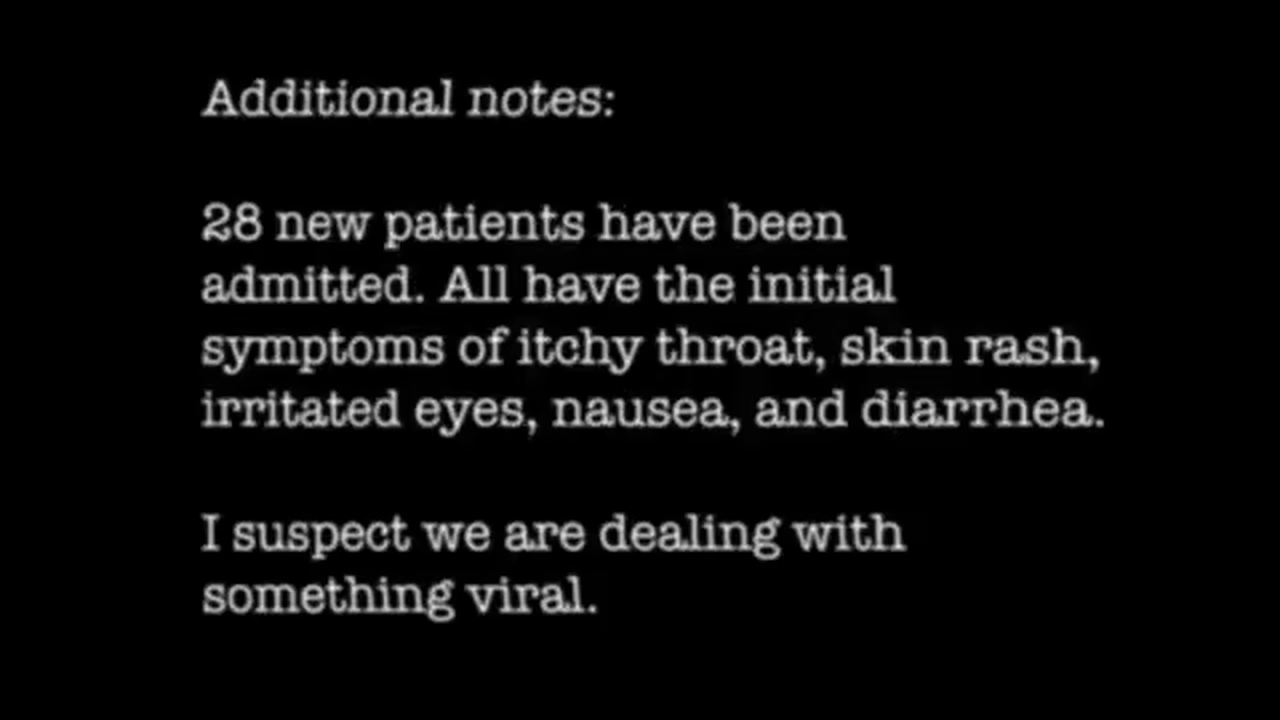 Additional notes:
28 new patients have been
admitted. All have the initial
symptoms of itchy throat, skin rash,
irritated eyes, nausea, and diarrhea.
I suspect we are dealing with
something viral.